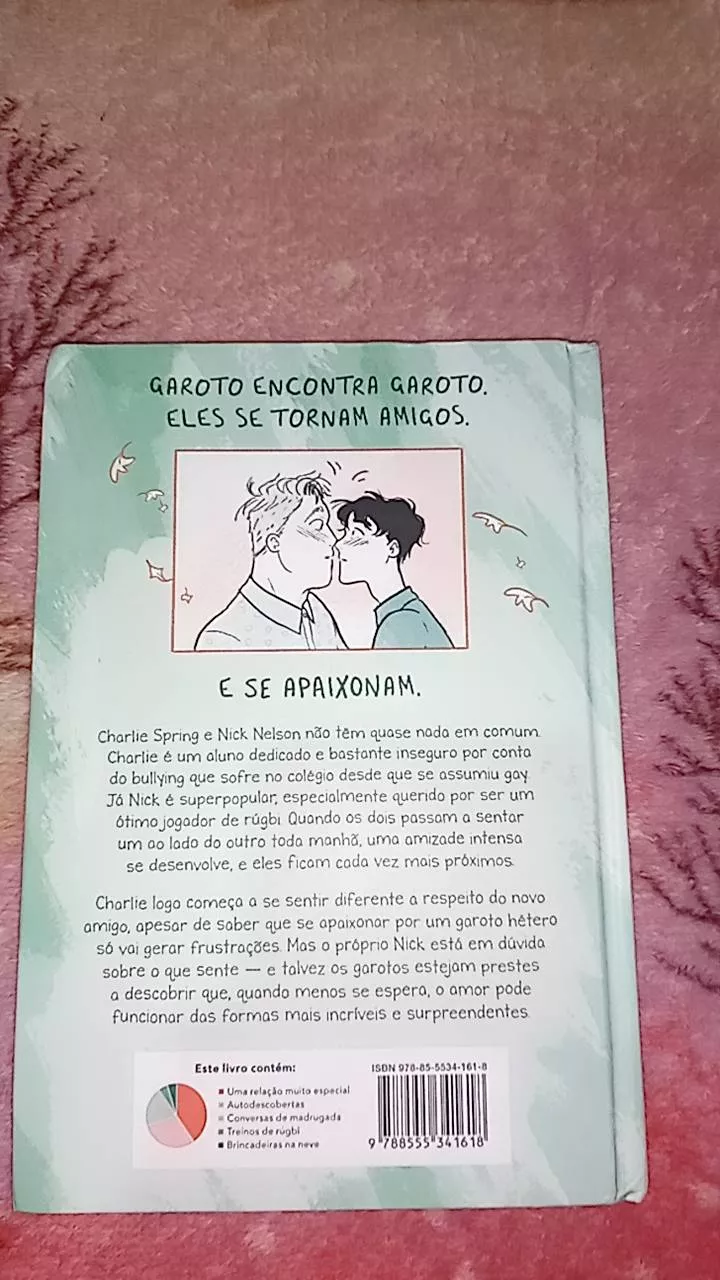 GAROTO ENCONTRA GAROTO.
ELES SE TORNAM AMIGOS.
E SE APAIXONAM.
Charlie Spring e Nick Nelson não têm quase nada em comum.
Charlie é um aluno dedicado e bastante inseguro por conta
do bullying que sofre no colégio desde que se assumiu gay.
Já Nick é superpopular, especialmente querido por ser um
ótimo jogador de rúgbi. Quando os dois passam a sentar
um ao lado do outro toda manhã, uma amizade intensa
se desenvolve, e eles ficam cada vez mais próximos.
Charlie logo começa a se sentir diferente a respeito do novo
amigo, apesar de saber que se apaixonar por um garoto hétero
só vai gerar frustrações. Mas o próprio Nick está em dúvida
sobre o que sente — e talvez os garotos estejam prestes
a descobrir que, quando menos se espera, o amor pode
funcionar das formas mais incríveis e surpreendentes.
Este livro contém:
Uma relação muito especial
Autodescobertas
Conversas de madrugada
Treinos de rúgbi
Brincadeiras na neve
ISBN 978-85-5534-161-8
9 788555 341618